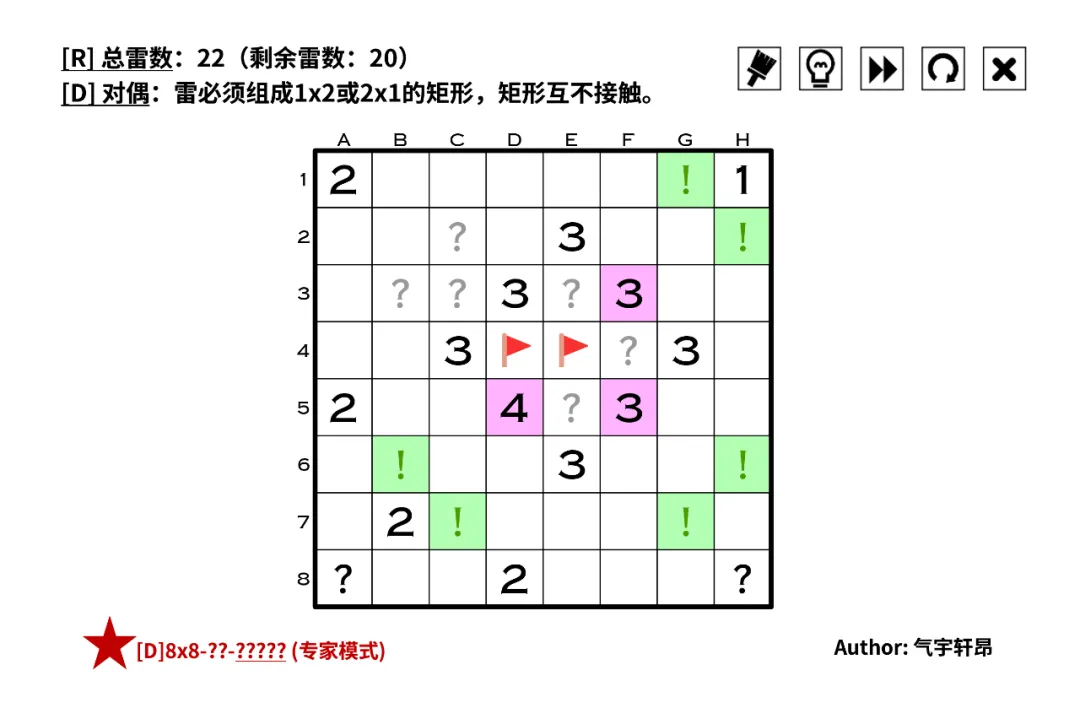 [R] 总雷数：22（剩余雷数：20）
[D] 对偶：雷必须组成1x2或2x1的矩形，矩形互不接触。
A B C D E F G H
1 2 ! 1
2 ? 3 !
3 ? ? 3 ? 3
4 3 ? 3
5 2 4 ? 3
6 ! 3 !
7 2 ! !
8 ? 2 ?
[D]8x8-??-????? (专家模式)
Author: 气宇轩昂